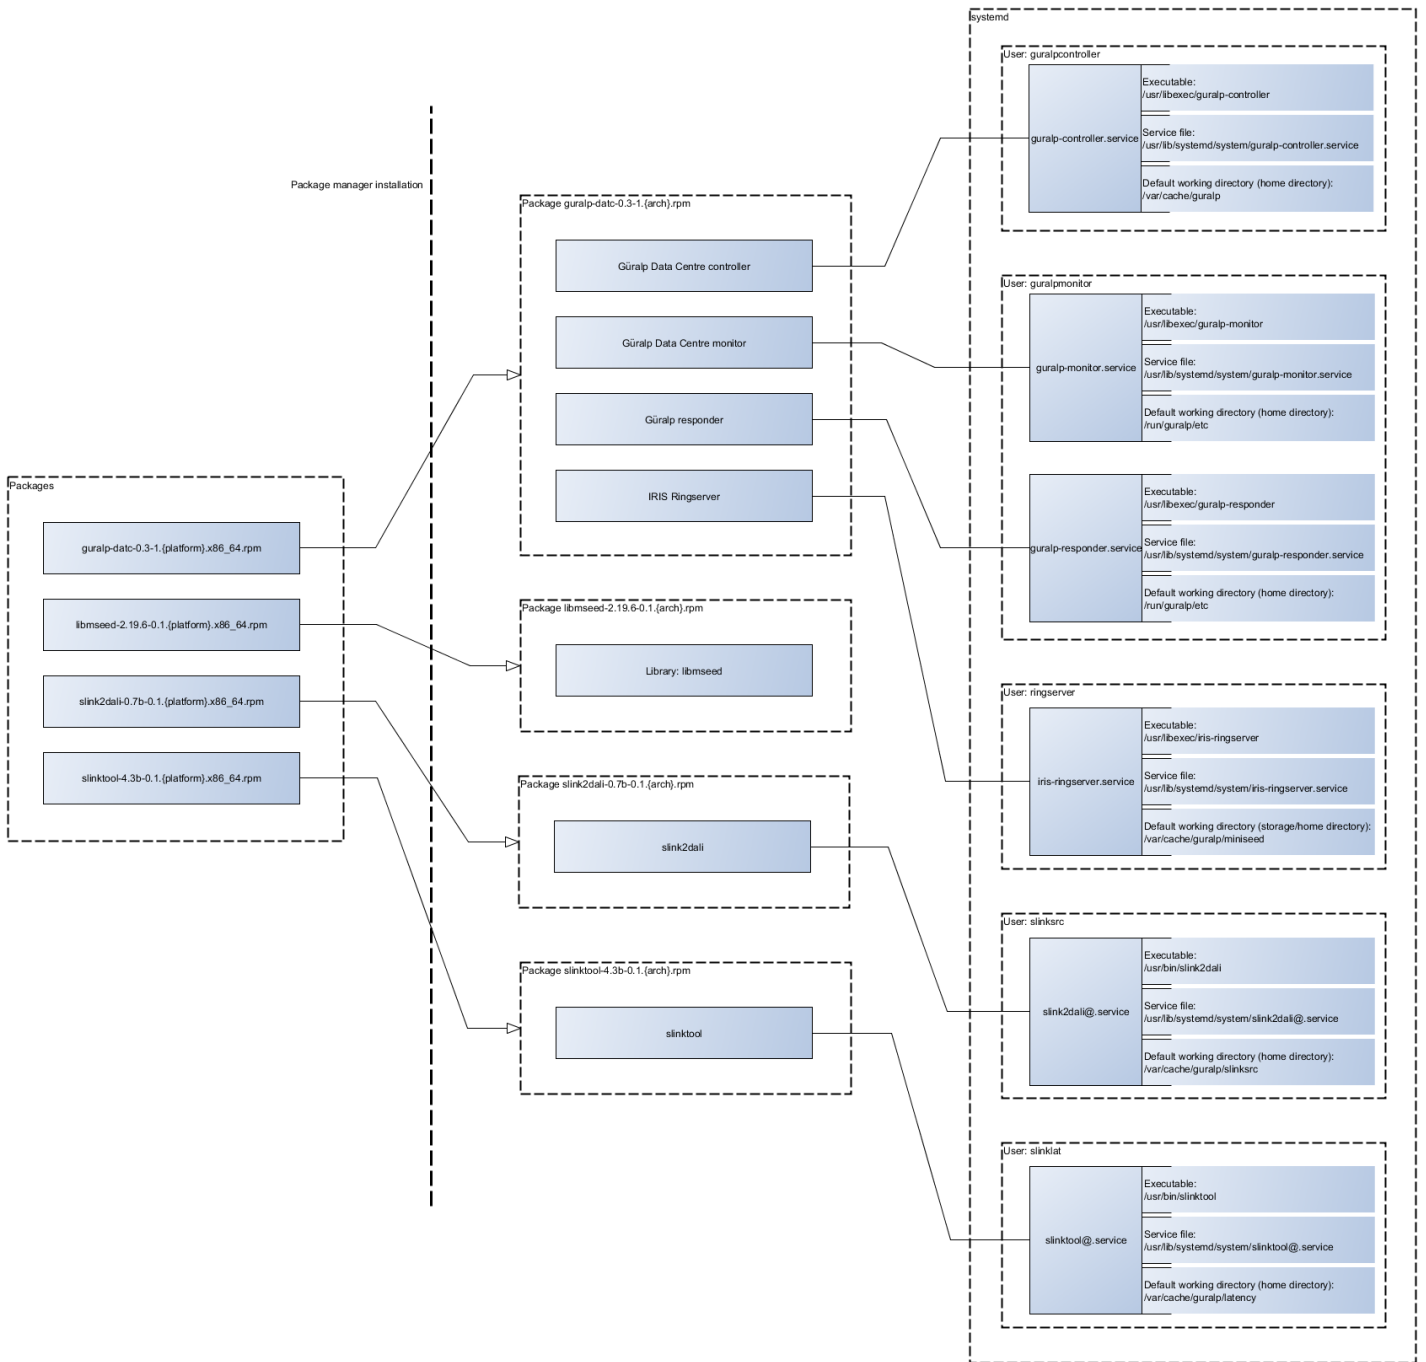 Packages
guralp-datc-0.3-1.{platform}.x86_64.rpm
libmseed-2.19.6-0.1.{platform}.x86_64.rpm
slink2dali-0.7b-0.1.{platform}.x86_64.rpm
slinktool-4.3b-0.1.{platform}.x86_64.rpm
Package manager installation
Package guralp-datc-0.3-1.{arch}.rpm
Güralp Data Centre controller
Güralp Data Centre monitor
Güralp responder
IRIS Ringserver
Package libmseed-2.19.6-0.1.{arch}.rpm
Library: libmseed
Package slink2dali-0.7b-0.1.{arch}.rpm
slink2dali
Package slinktool-4.3b-0.1.{arch}.rpm
slinktool
systemd
User: guralpcontroller
guralp-controller.service
Executable:
/usr/libexec/guralp-controller
Service file:
/usr/lib/systemd/system/guralp-controller.service
Default working directory (home directory):
/var/cache/guralp
User: guralpmonitor
guralp-monitor.service
Executable:
/usr/libexec/guralp-monitor
Service file:
/usr/lib/systemd/system/guralp-monitor.service
Default working directory (home directory):
/run/guralp/etc
guralp-responder.service
Executable:
/usr/libexec/guralp-responder
Service file:
/usr/lib/systemd/system/guralp-responder.service
Default working directory (home directory):
/run/guralp/etc
User: ringserver
iris-ringserver.service
Executable:
/usr/libexec/iris-ringserver
Service file:
/usr/lib/systemd/system/iris-ringserver.service
Default working directory (storage/home directory):
/var/cache/guralp/miniseed
User: slinksrc
slink2dali@.service
Executable:
/usr/bin/slink2dali
Service file:
/usr/lib/systemd/system/slink2dali@.service
Default working directory (home directory):
/var/cache/guralp/slinksrc
User: slinklat
slinktool@.service
Executable:
/usr/bin/slinktool
Service file:
/usr/lib/systemd/system/slinktool@.service
Default working directory (home directory):
/var/cache/guralp/latency